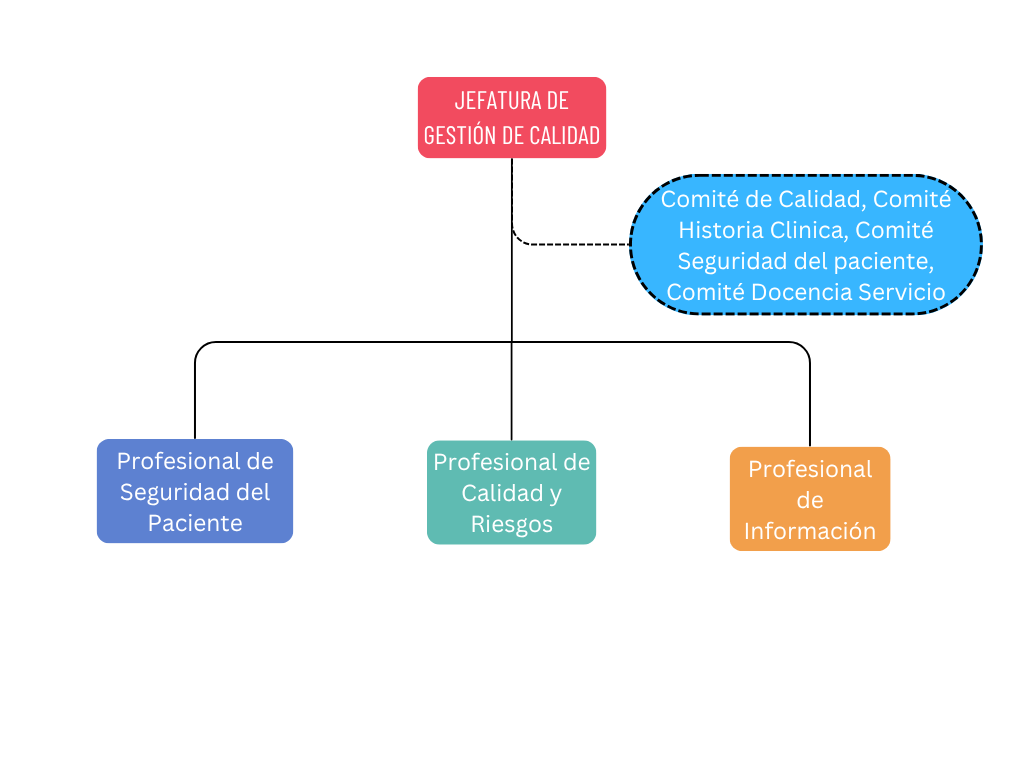 JEFATURA DE
GESTIÓN DE CALIDAD
Comité de Calidad, Comité
Historia Clinica, Comité
Seguridad del paciente,
Comité Docencia Servicio
Profesional de
Seguridad del
Paciente
Profesional de
Calidad y
Riesgos
Profesional
de
Información